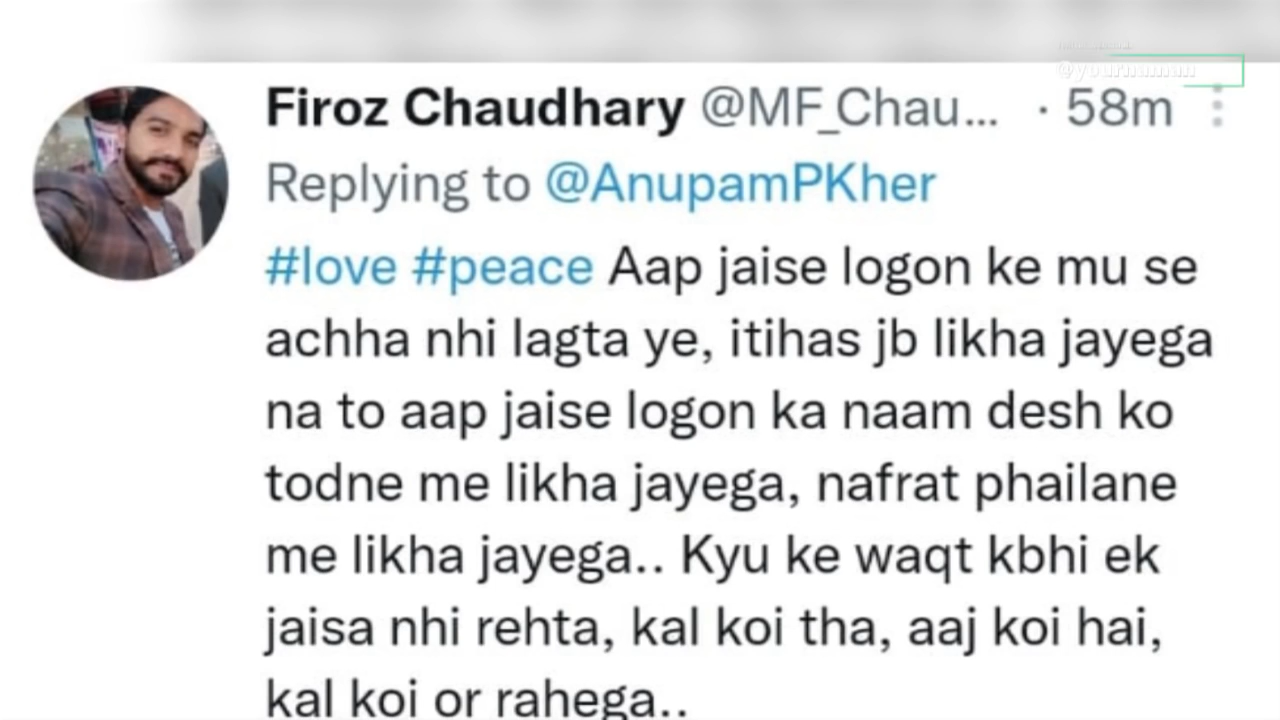 @yournaman
Firoz Chaudhary @MF_Chau... · 58m
Replying to @AnupamPKher
#love #peace Aap jaise logon ke mu se
achha nhi lagta ye, itihas jb likha jayega
na to aap jaise logon ka naam desh ko
todne me likha jayega, nafrat phailane
me likha jayega.. Kyu ke waqt kbhi ek
jaisa nhi rehta, kal koi tha, aaj koi hai,
kal koi or rahega..